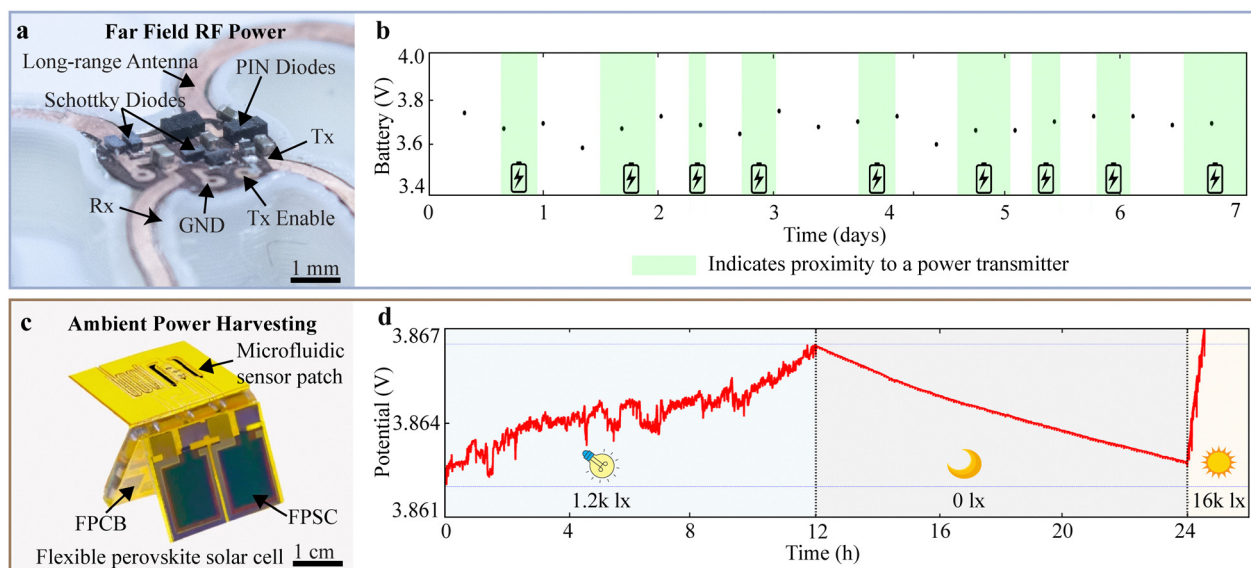 a
Far Field RF Power
Long-range Antenna
PIN Diodes
Schottky Diodes
Tx
Rx
GND
Tx Enable
1 mm
b
Battery (V)
4.0
3.8
3.6
3.4
0 1 2 3 4 5 6 7
Time (days)
Indicates proximity to a power transmitter
c
Ambient Power Harvesting
Microfluidic
sensor patch
FPCB
FPSC
Flexible perovskite solar cell
1 cm
d
Potential (V)
3.867
3.864
3.861
1.2k lx
0 lx
16k lx
0 4 8 12 16 20 24
Time (h)